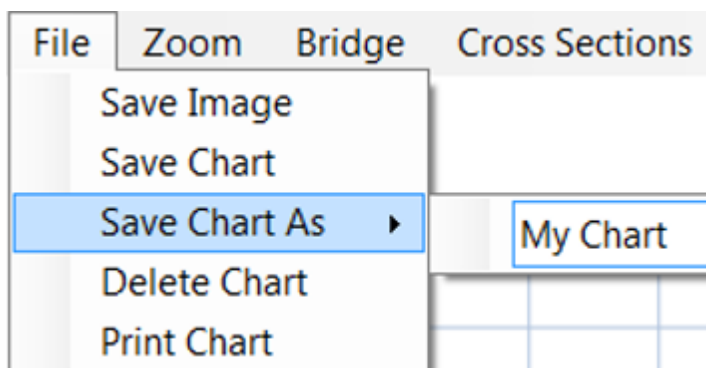 File Zoom Bridge Cross Sections
Save Image
Save Chart
Save Chart As My Chart
Delete Chart
Print Chart